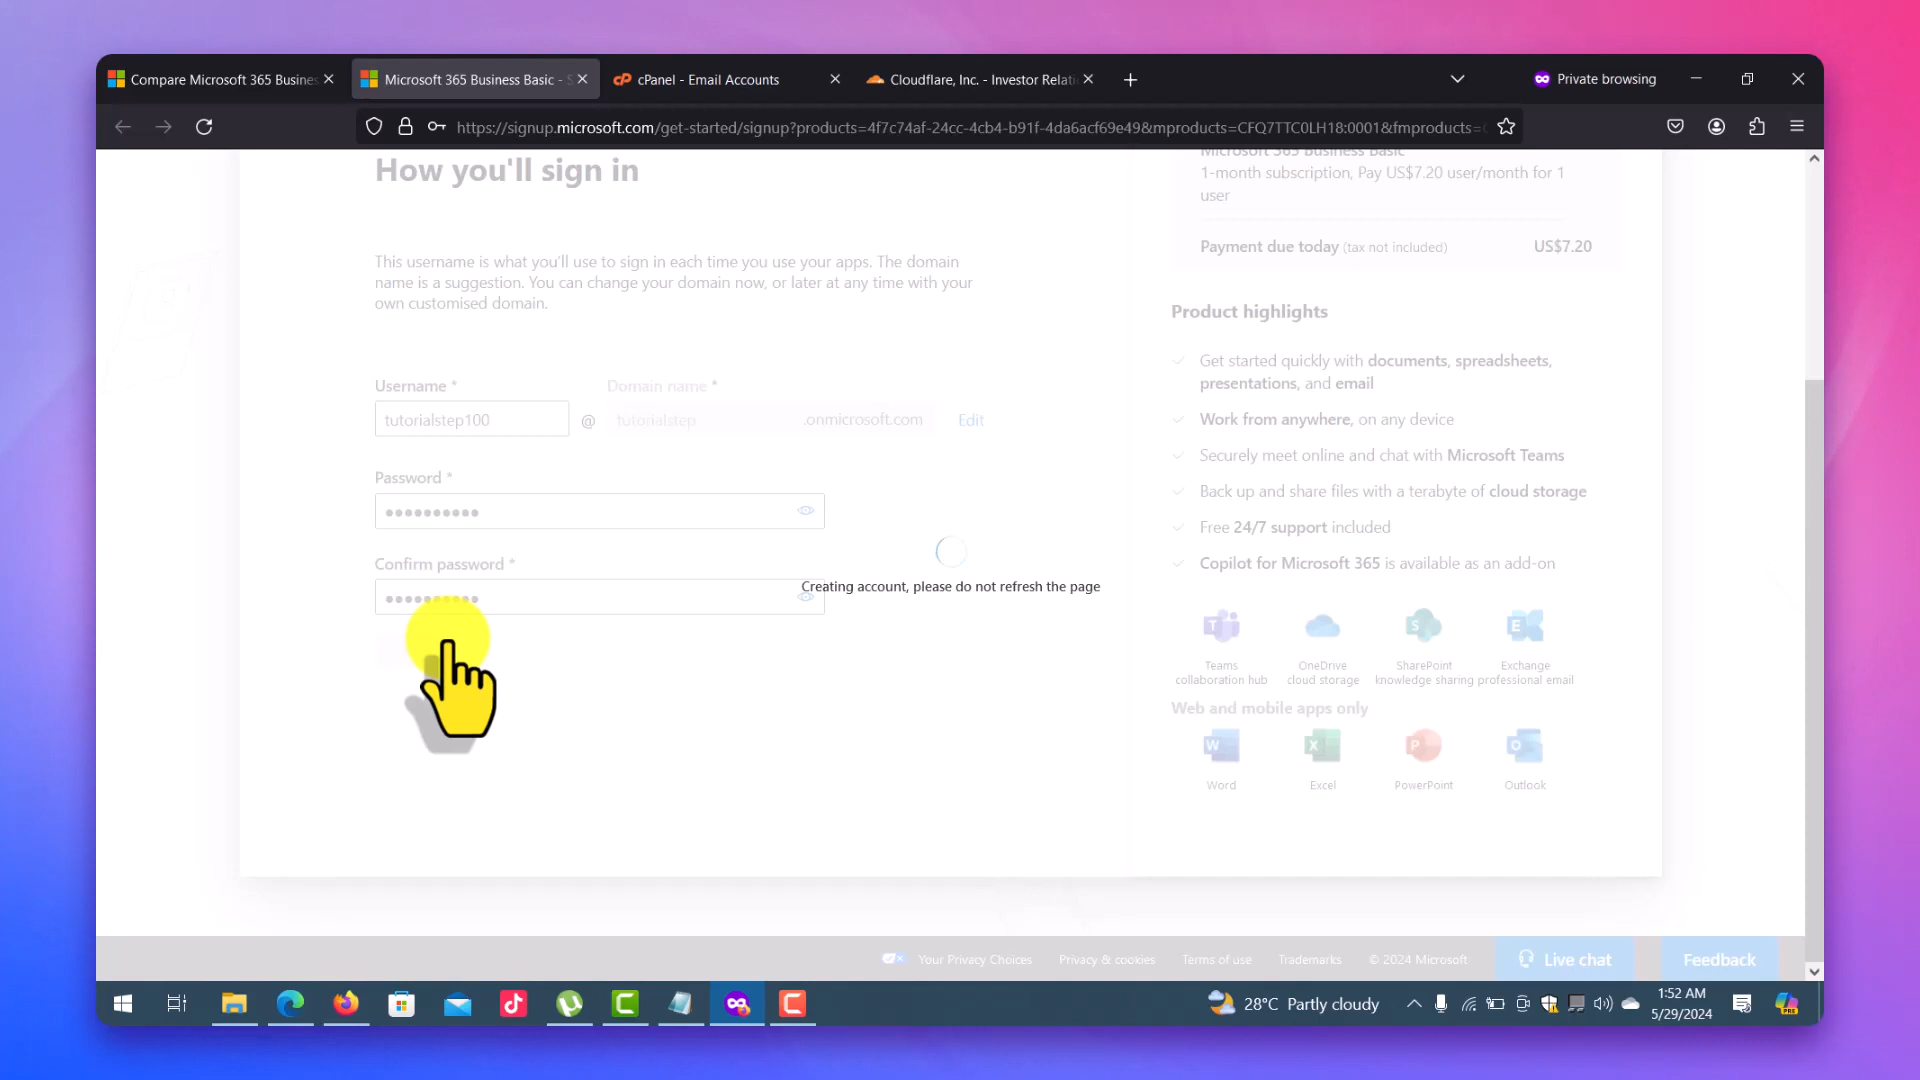 Compare Microsoft 365 Busines
Microsoft 365 Business Basic - S
cPanel - Email Accounts
Cloudflare, Inc. - Investor Relati
Private browsing
https://signup.microsoft.com/get-started/signup?products=4f7c74af-24cc-4cb4-b91f-4da6acf69e49&mproducts=CFQ7TTC0LH18:0001&fmproducts=
How you'll sign in
This username is what you'll use to sign in each time you use your apps. The domain
name is a suggestion. You can change your domain now, or later at any time with your
own customised domain.
Username *
Domain name *
tutorialstep100
@
tutorialstep
.onmicrosoft.com
Edit
Password *
Confirm password *
Creating account, please do not refresh the page
Microsoft 365 Business Basic
1-month subscription, Pay US$7.20 user/month for 1
user
Payment due today (tax not included)
US$7.20
Product highlights
Get started quickly with documents, spreadsheets,
presentations, and email
Work from anywhere, on any device
Securely meet online and chat with Microsoft Teams
Back up and share files with a terabyte of cloud storage
Free 24/7 support included
Copilot for Microsoft 365 is available as an add-on
Teams
collaboration hub
OneDrive
cloud storage
SharePoint
knowledge sharing
Exchange
professional email
Web and mobile apps only
Word
Excel
PowerPoint
Outlook
Your Privacy Choices
Privacy & cookies
Terms of use
Trademarks
© 2024 Microsoft
Live chat
Feedback
28°C Partly cloudy
1:52 AM
5/29/2024